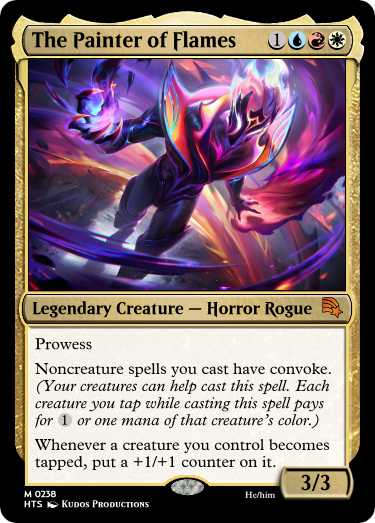 The Painter of Flames 1
Legendary Creature — Horror Rogue
Prowess
Noncreature spells you cast have convoke.
(Your creatures can help cast this spell. Each
creature you tap while casting this spell pays
for 1 or one mana of that creature's color.)
Whenever a creature you control becomes
tapped, put a +1/+1 counter on it.
3/3
M 0238
HTS Kudos Productions
He/him